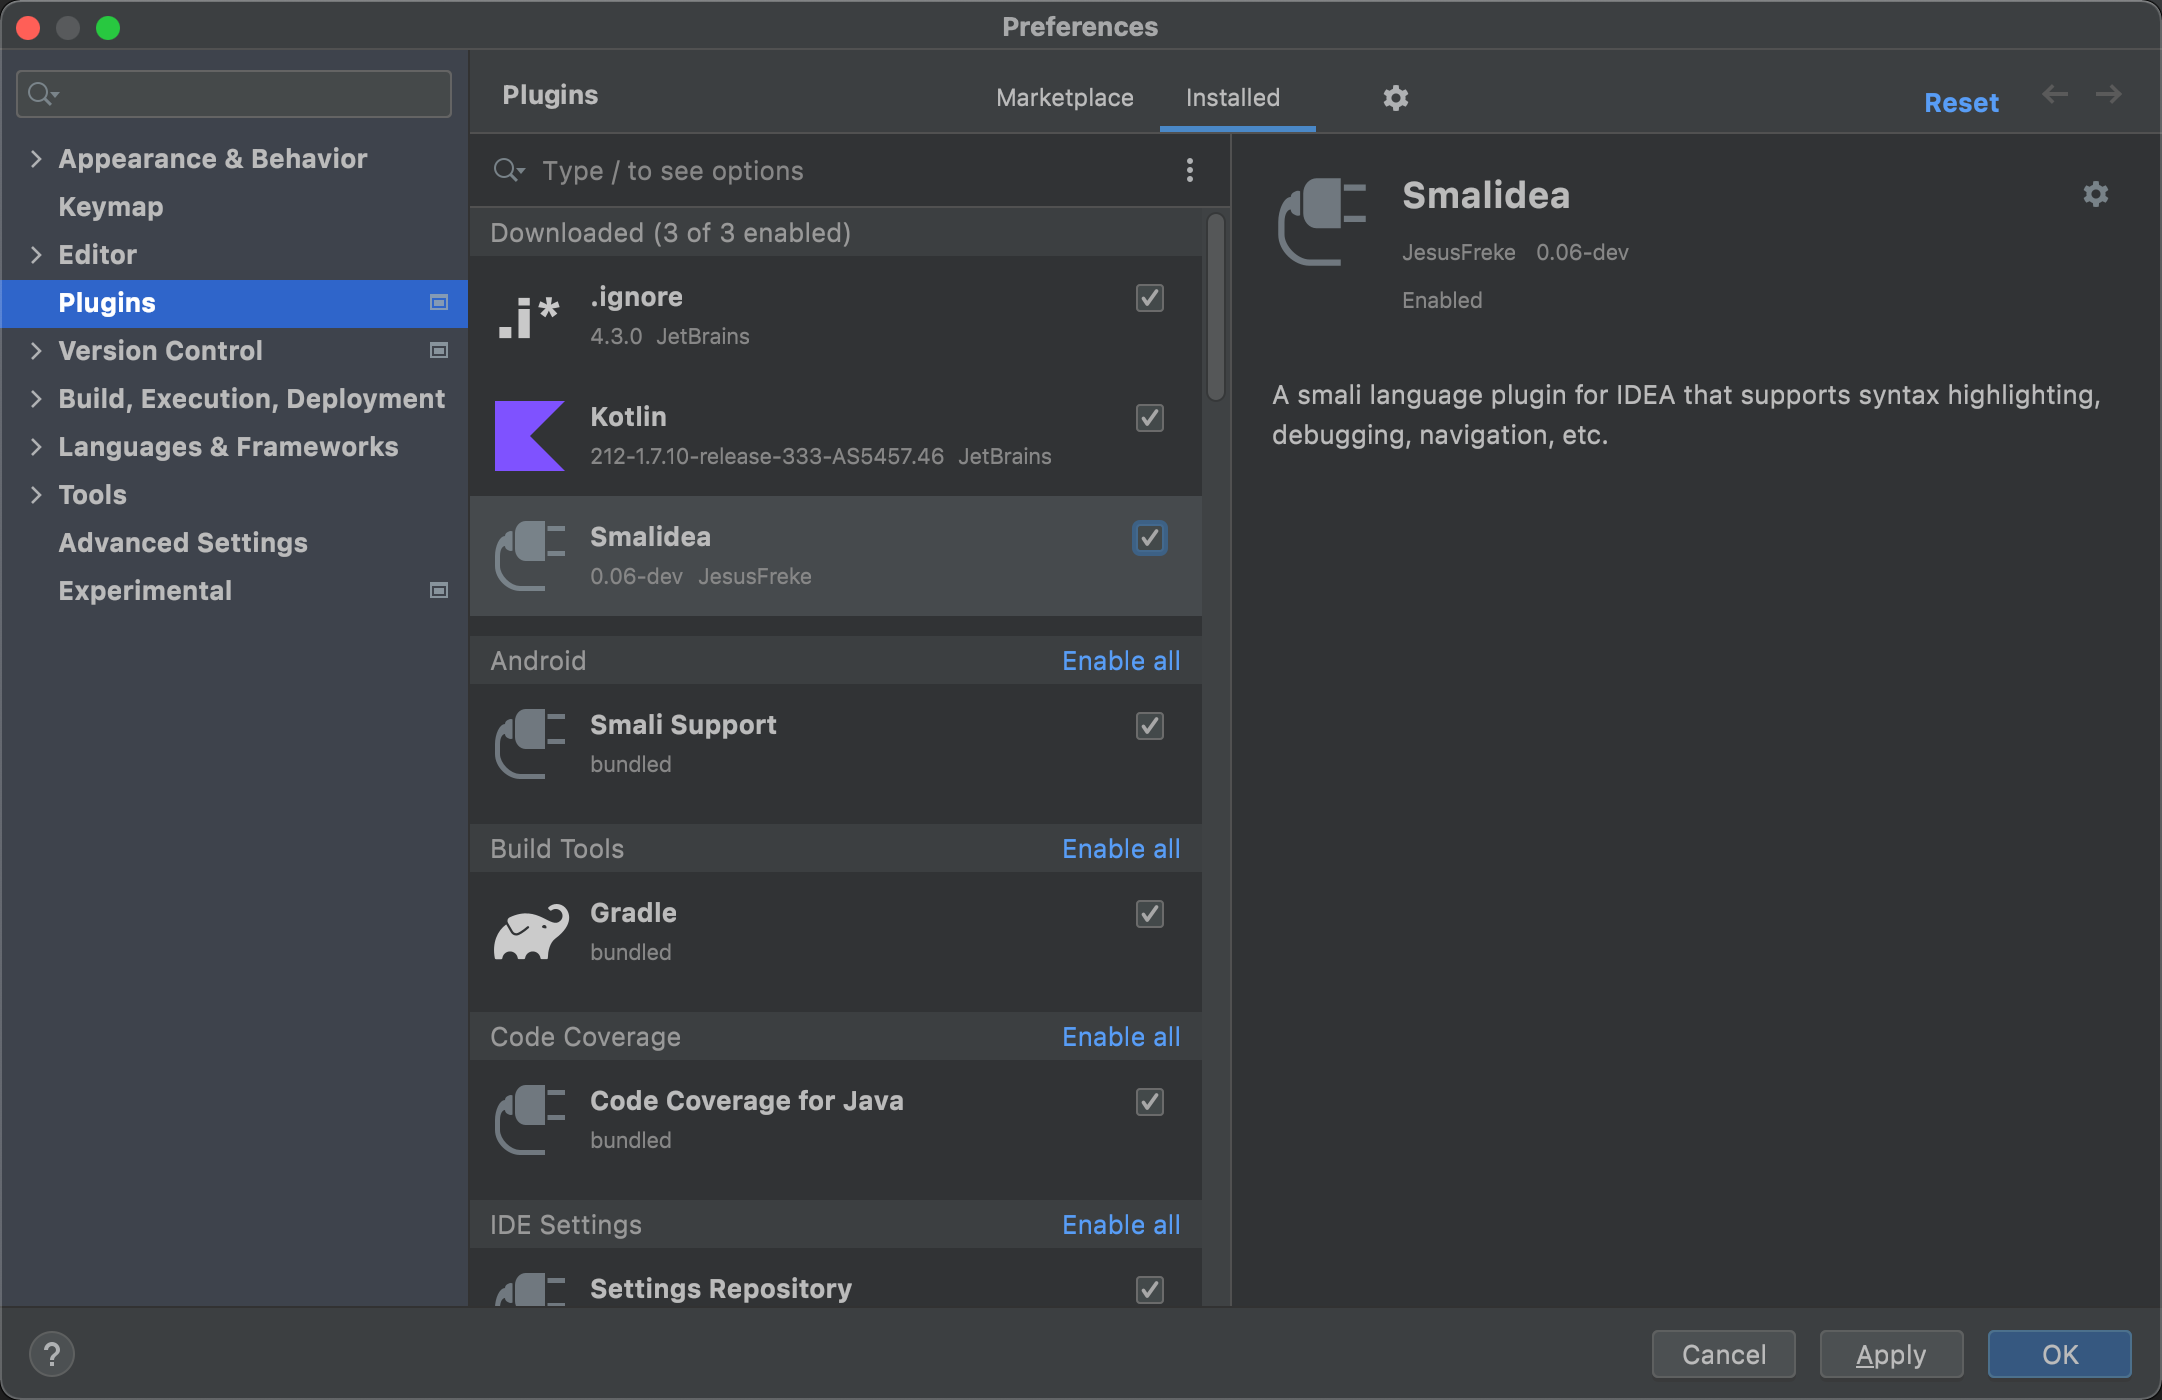 Preferences
Plugins
Marketplace
Installed
Reset
Appearance & Behavior
Keymap
Editor
Plugins
Version Control
Build, Execution, Deployment
Languages & Frameworks
Tools
Advanced Settings
Experimental
Type / to see options
Downloaded (3 of 3 enabled)
.i*
.ignore
4.3.0 JetBrains
Kotlin
212-1.7.10-release-333-AS5457.46 JetBrains
Smalidea
0.06-dev JesusFreke
Android Enable all
Smali Support
bundled
Build Tools Enable all
Gradle
bundled
Code Coverage Enable all
Code Coverage for Java
bundled
IDE Settings Enable all
Settings Repository
Smalidea
JesusFreke 0.06-dev
Enabled
A smali language plugin for IDEA that supports syntax highlighting,
debugging, navigation, etc.
?
Cancel
Apply
OK